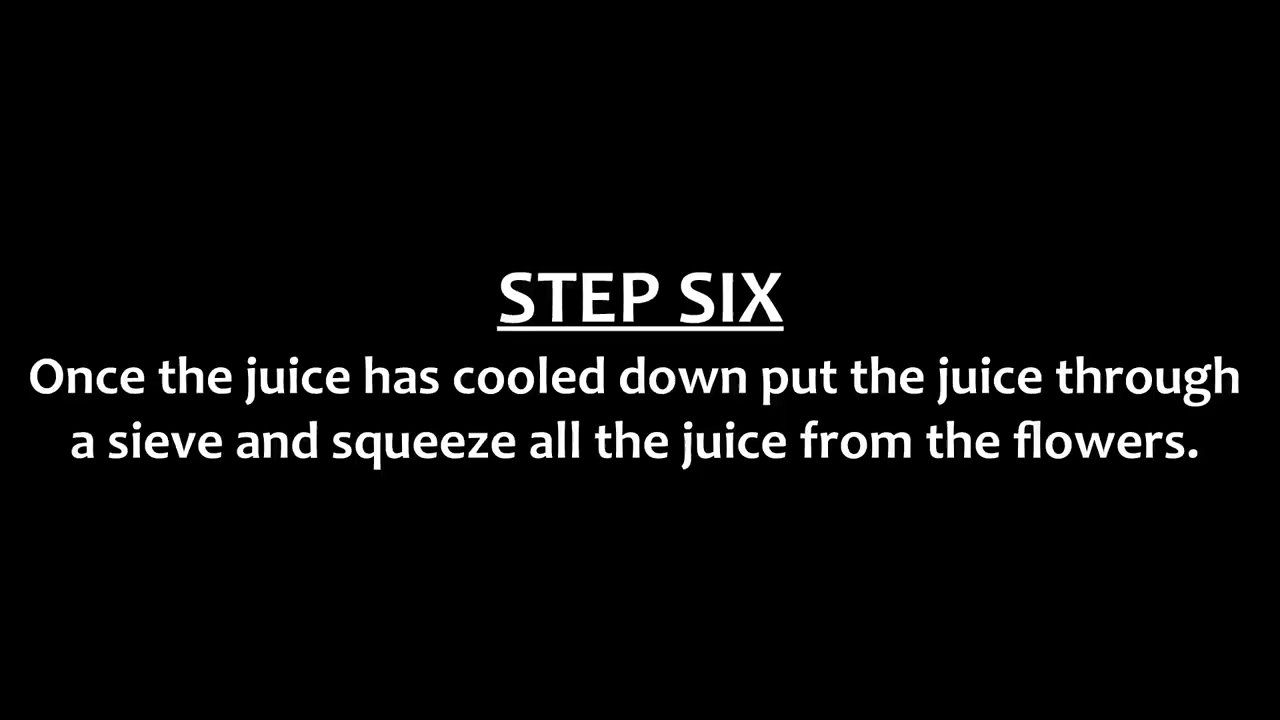 STEP SIX
Once the juice has cooled down put the juice through
a sieve and squeeze all the juice from the flowers.